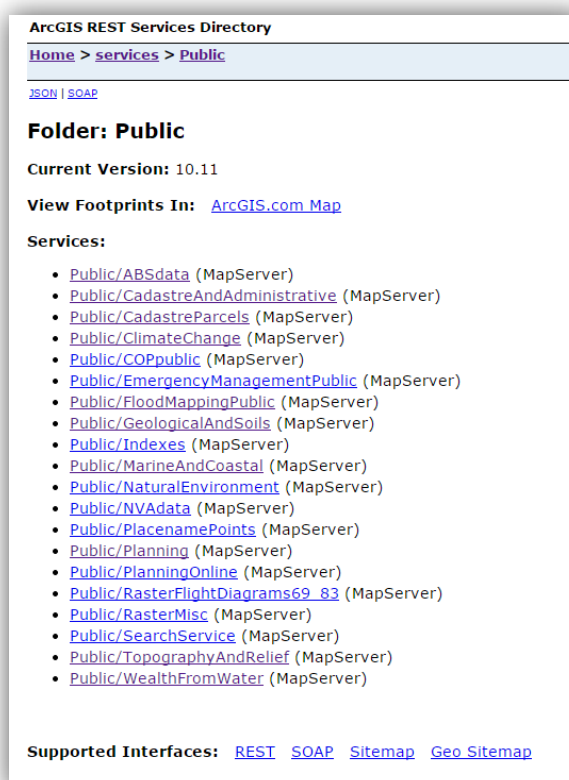 ArcGIS REST Services Directory
Home > services > Public
JSON | SOAP
Folder: Public
Current Version: 10.11
View Footprints In: ArcGIS.com Map
Services:
• Public/ABSdata (MapServer)
• Public/CadastreAndAdministrative (MapServer)
• Public/CadastreParcels (MapServer)
• Public/ClimateChange (MapServer)
• Public/COPpublic (MapServer)
• Public/EmergencyManagementPublic (MapServer)
• Public/FloodMappingPublic (MapServer)
• Public/GeologicalAndSoils (MapServer)
• Public/Indexes (MapServer)
• Public/MarineAndCoastal (MapServer)
• Public/NaturalEnvironment (MapServer)
• Public/NVAdata (MapServer)
• Public/PlacenamePoints (MapServer)
• Public/Planning (MapServer)
• Public/PlanningOnline (MapServer)
• Public/RasterFlightDiagrams69_83 (MapServer)
• Public/RasterMisc (MapServer)
• Public/SearchService (MapServer)
• Public/TopographyAndRelief (MapServer)
• Public/WealthFromWater (MapServer)
Supported Interfaces: REST SOAP Sitemap Geo Sitemap